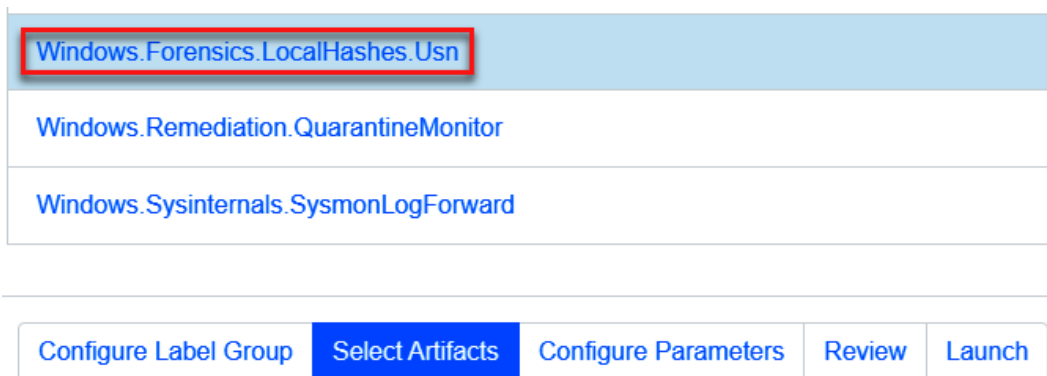 Windows.Forensics.LocalHashes.Usn
Windows.Remediation.QuarantineMonitor
Windows.Sysinternals.SysmonLogForward
Configure Label Group Select Artifacts Configure Parameters Review Launch